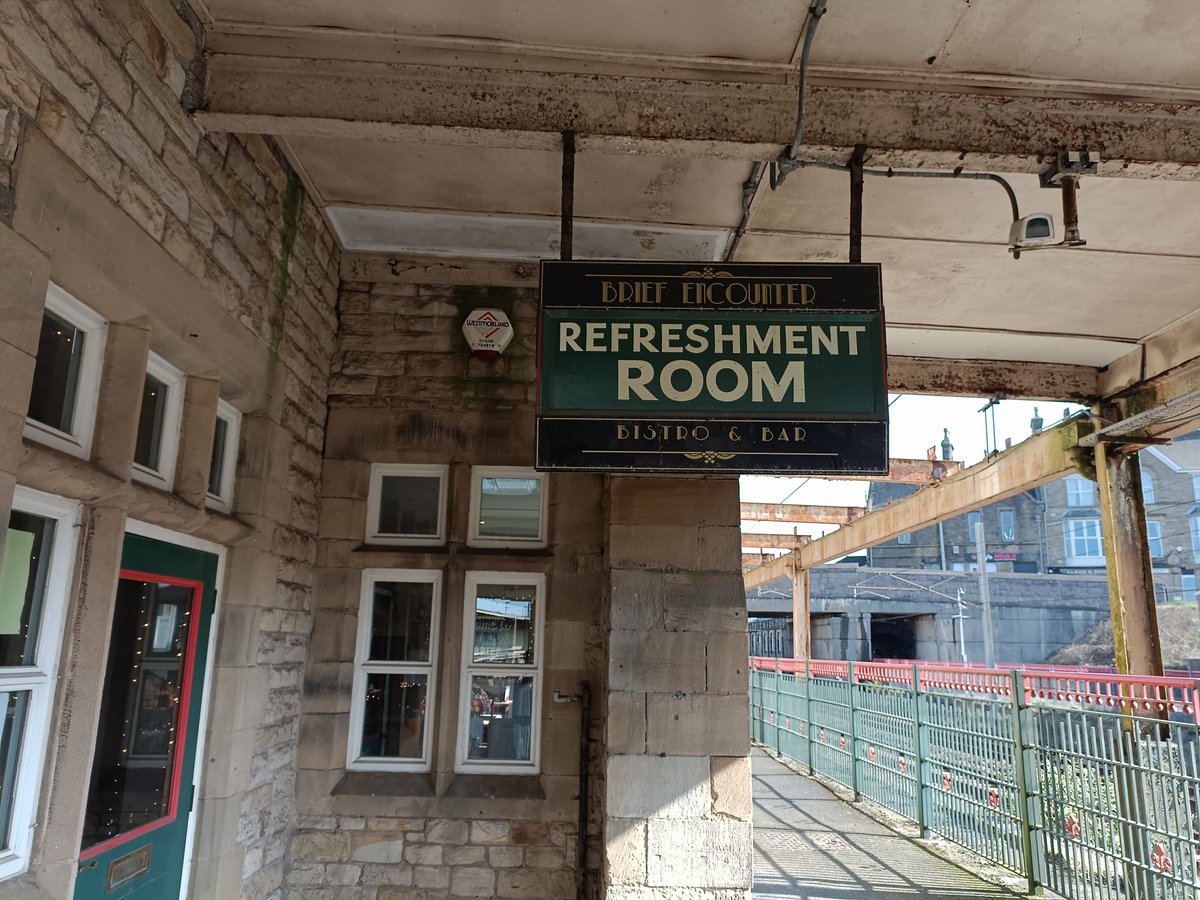 BRIEF ENCOUNTER
REFRESHMENT
ROOM
BISTRO & BAR
WESTMORLAND